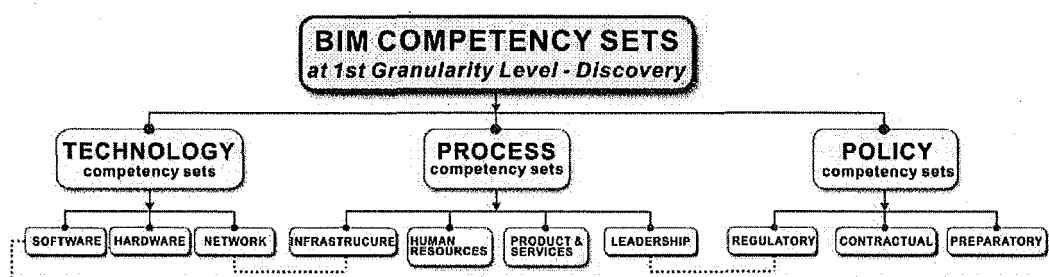 BIM COMPETENCY SETS
at 1st Granularity Level - Discovery
TECHNOLOGY
competency sets
PROCESS
competency sets
POLICY
competency sets
SOFTWARE
HARDWARE
NETWORK
INFRASTRUCURE
HUMAN
RESOURCES
PRODUCT &
SERVICES
LEADERSHIP
REGULATORY
CONTRACTUAL
PREPARATORY